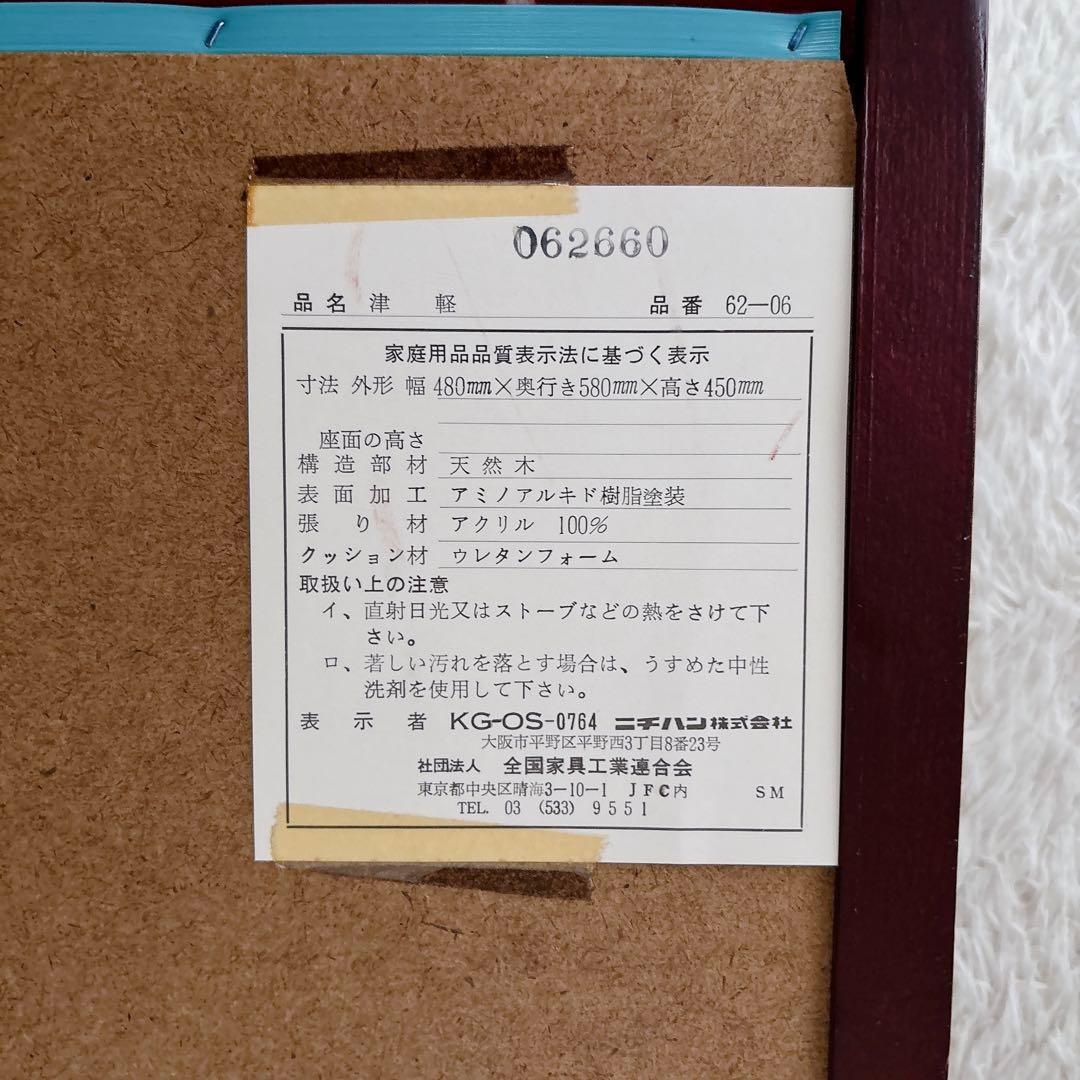 062660
品名 津 軽 品番 62—06
家庭用品品質表示法に基づく表示
寸法 外形 幅480mm×奥行き580mm×高さ450mm
座面の高さ
構造部材 天然木
表面加工 アミノアルキド樹脂塗装
張り材 アクリル 100%
クッション材 ウレタンフォーム
取扱い上の注意
イ、直射日光又はストーブなどの熱をさけて下
さい。
ロ、著しい汚れを落とす場合は、うすめた中性
洗剤を使用して下さい。
表示者 KG-OS-0764 ニチハン株式会社
大阪市平野区平野西3丁目8番23号
社団法人 全国家具工業連合会
東京都中央区晴海3-10-1 JFC内 SM
TEL. 03 (533) 9551